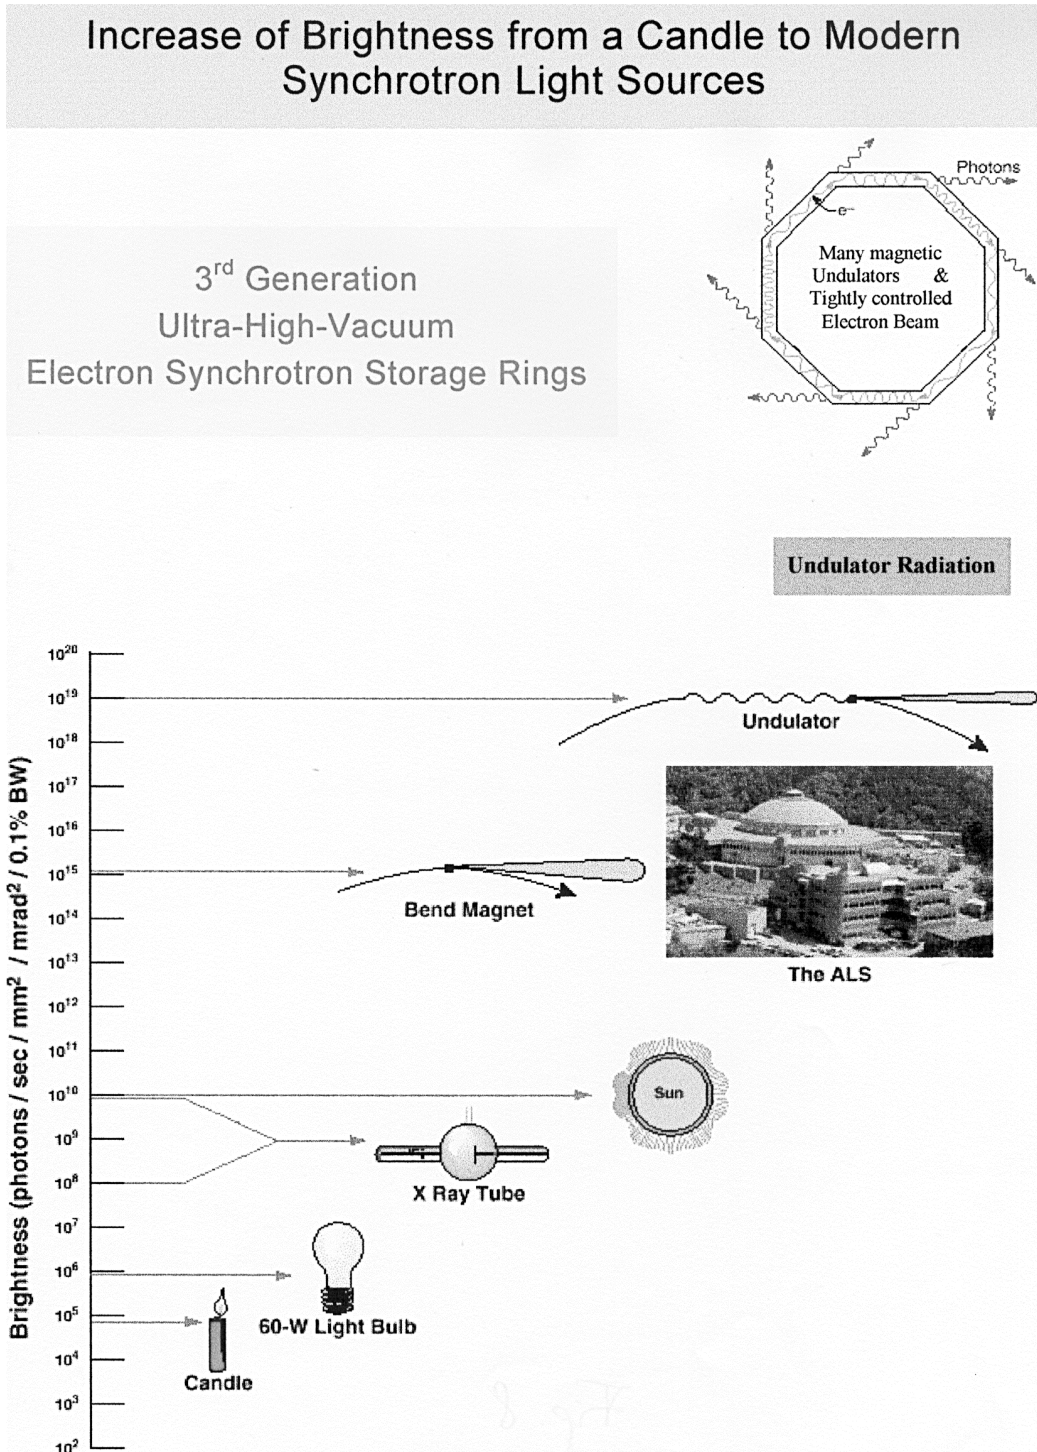 Increase of Brightness from a Candle to Modern
Synchrotron Light Sources
Photons
e⁻
Many magnetic
Undulators &
Tightly controlled
Electron Beam
3rd Generation
Ultra-High-Vacuum
Electron Synchrotron Storage Rings
Undulator Radiation
10²⁰
10¹⁹
10¹⁸
10¹⁷
10¹⁶
10¹⁵
10¹⁴
10¹³
10¹²
10¹¹
10¹⁰
10⁹
10⁸
10⁷
10⁶
10⁵
10⁴
10³
10²
Brightness (photons / sec / mm² / mrad² / 0.1% BW)
Undulator
Bend Magnet
The ALS
Sun
X Ray Tube
60-W Light Bulb
Candle